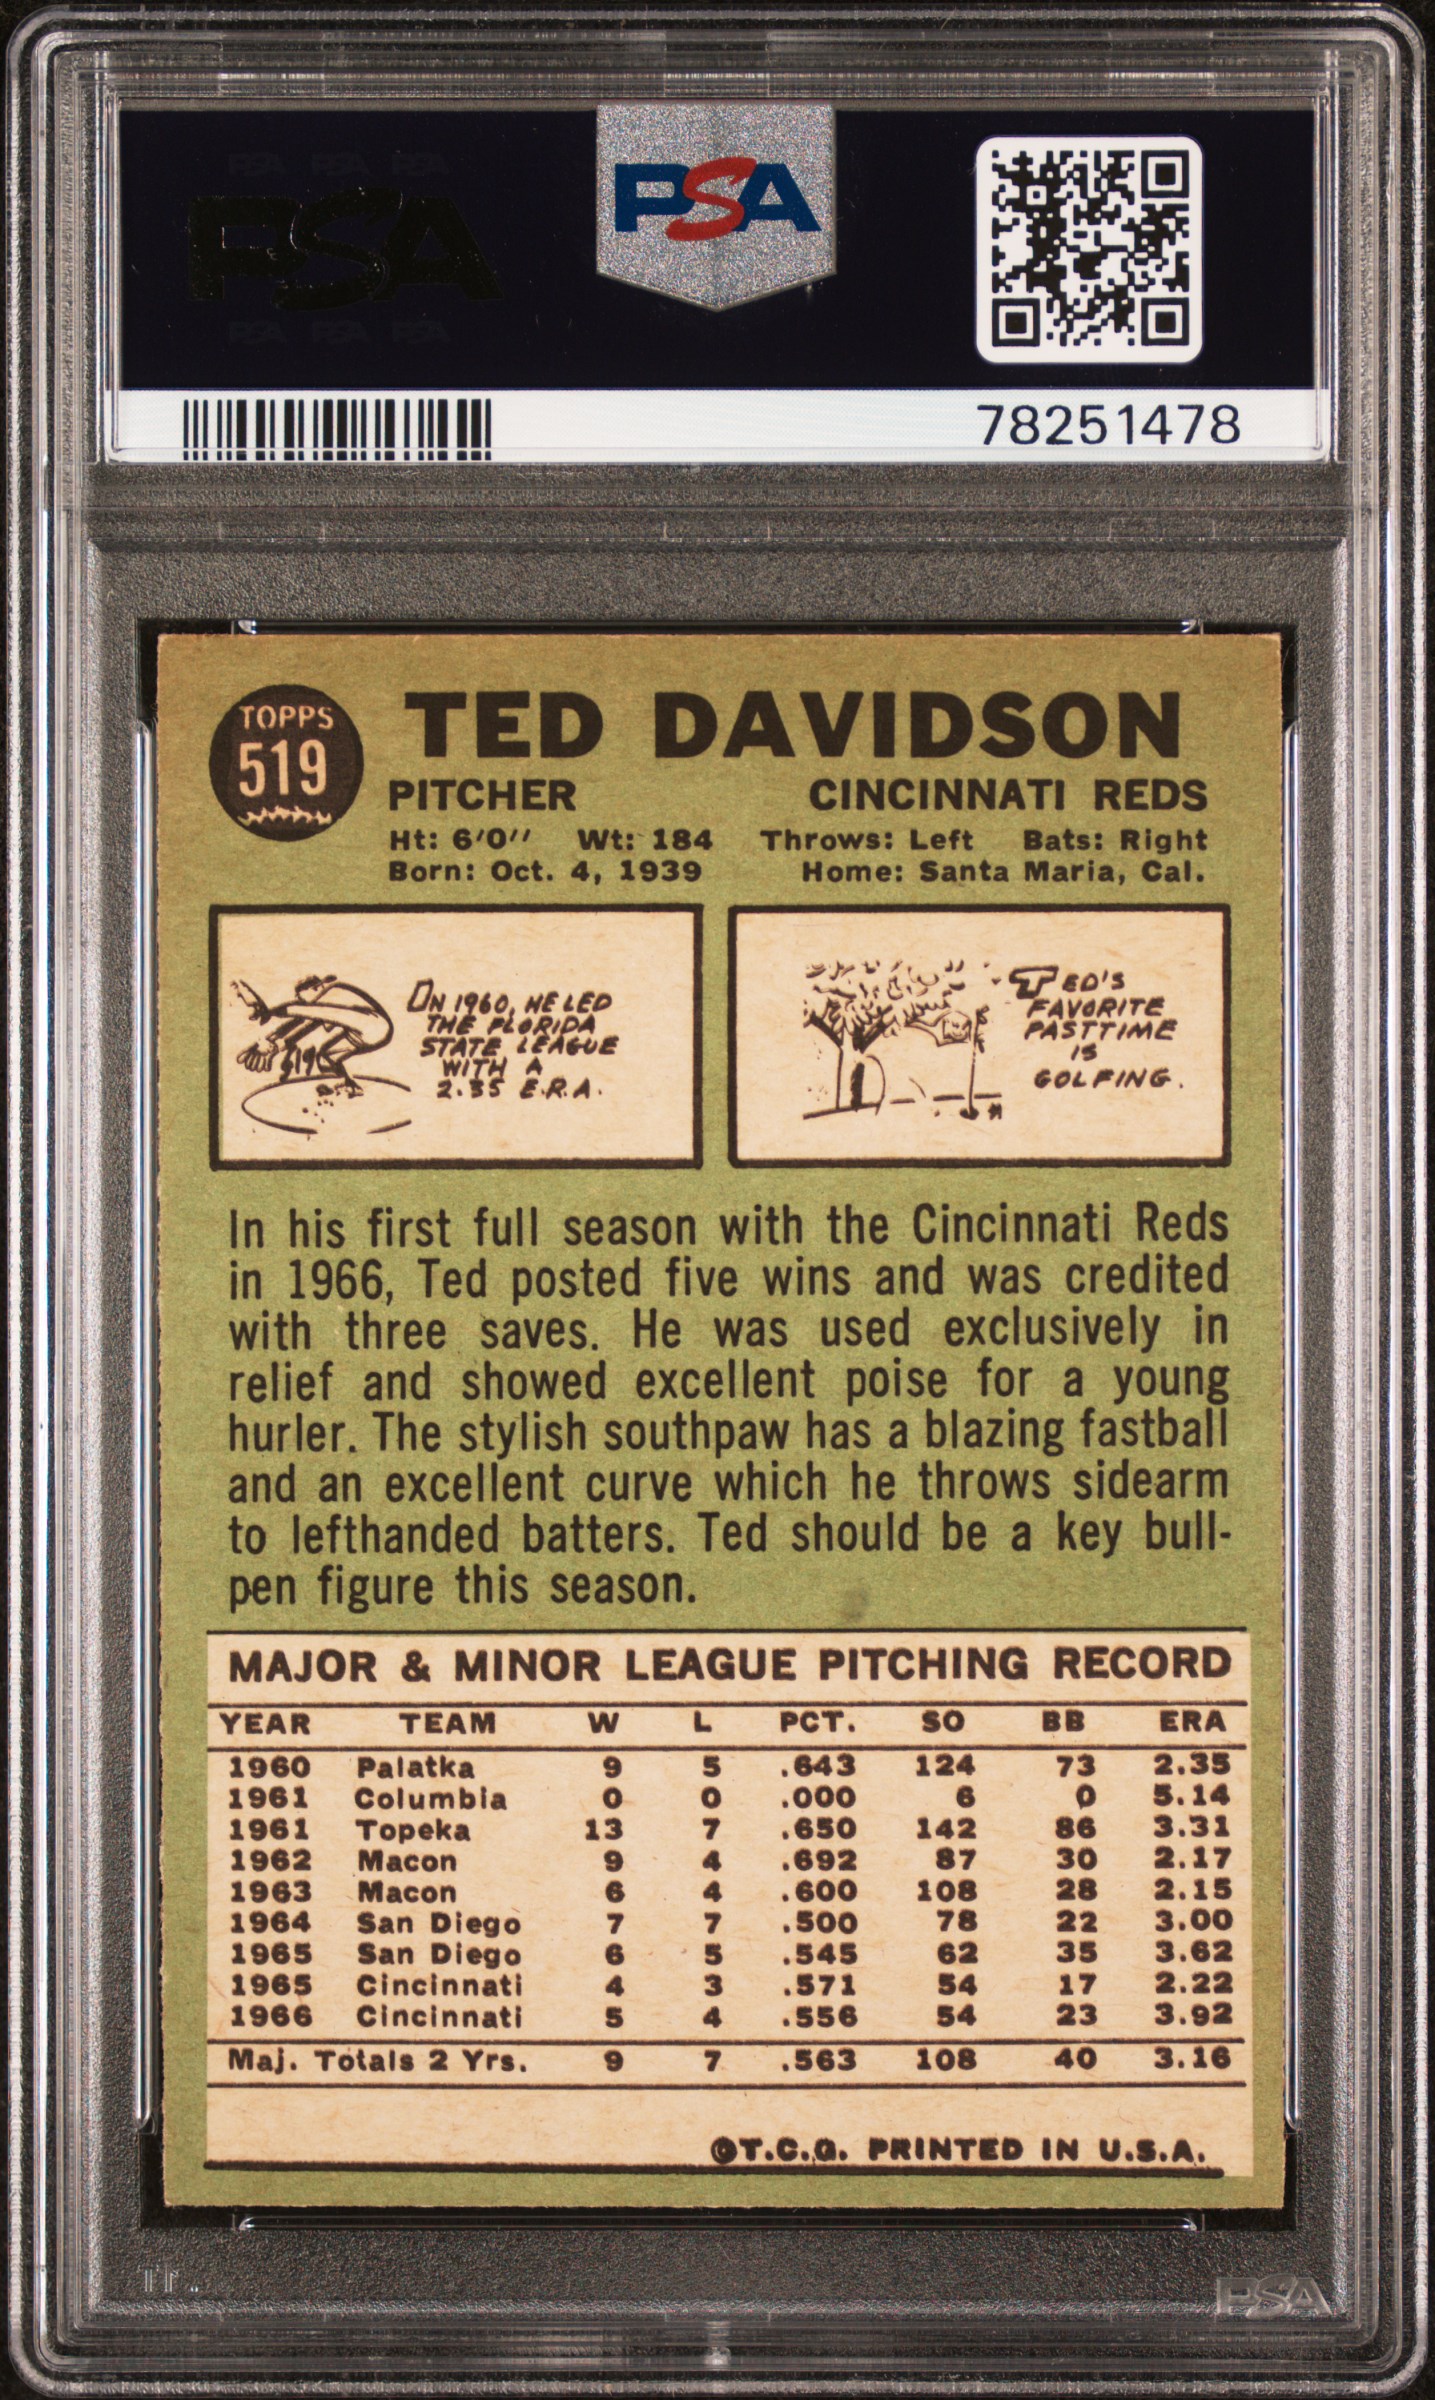 PSA PSA PSA
PSA
PSA PSA PSA
PSA
78251478
TOPPS
519
TED DAVIDSON
PITCHER CINCINNATI REDS
Ht: 6'0'' Wt: 184 Throws: Left Bats: Right
Born: Oct. 4, 1939 Home: Santa Maria, Cal.
IN 1960, HE LED
THE FLORIDA
STATE LEAGUE
WITH A
2.35 E.R.A.
TED'S
FAVORITE
PASTTIME
IS
GOLFING.
In his first full season with the Cincinnati Reds
in 1966, Ted posted five wins and was credited
with three saves. He was used exclusively in
relief and showed excellent poise for a young
hurler. The stylish southpaw has a blazing fastball
and an excellent curve which he throws sidearm
to lefthanded batters. Ted should be a key bull-
pen figure this season.
MAJOR & MINOR LEAGUE PITCHING RECORD
YEAR TEAM W L PCT. SO BB ERA
1960 Palatka 9 5 .643 124 73 2.35
1961 Columbia 0 0 .000 6 0 5.14
1961 Topeka 13 7 .650 142 86 3.31
1962 Macon 9 4 .692 87 30 2.17
1963 Macon 6 4 .600 108 28 2.15
1964 San Diego 7 7 .500 78 22 3.00
1965 San Diego 6 5 .545 62 35 3.62
1965 Cincinnati 4 3 .571 54 17 2.22
1966 Cincinnati 5 4 .556 54 23 3.92
Maj. Totals 2 Yrs. 9 7 .563 108 40 3.16
©T.C.G. PRINTED IN U.S.A.
PSA